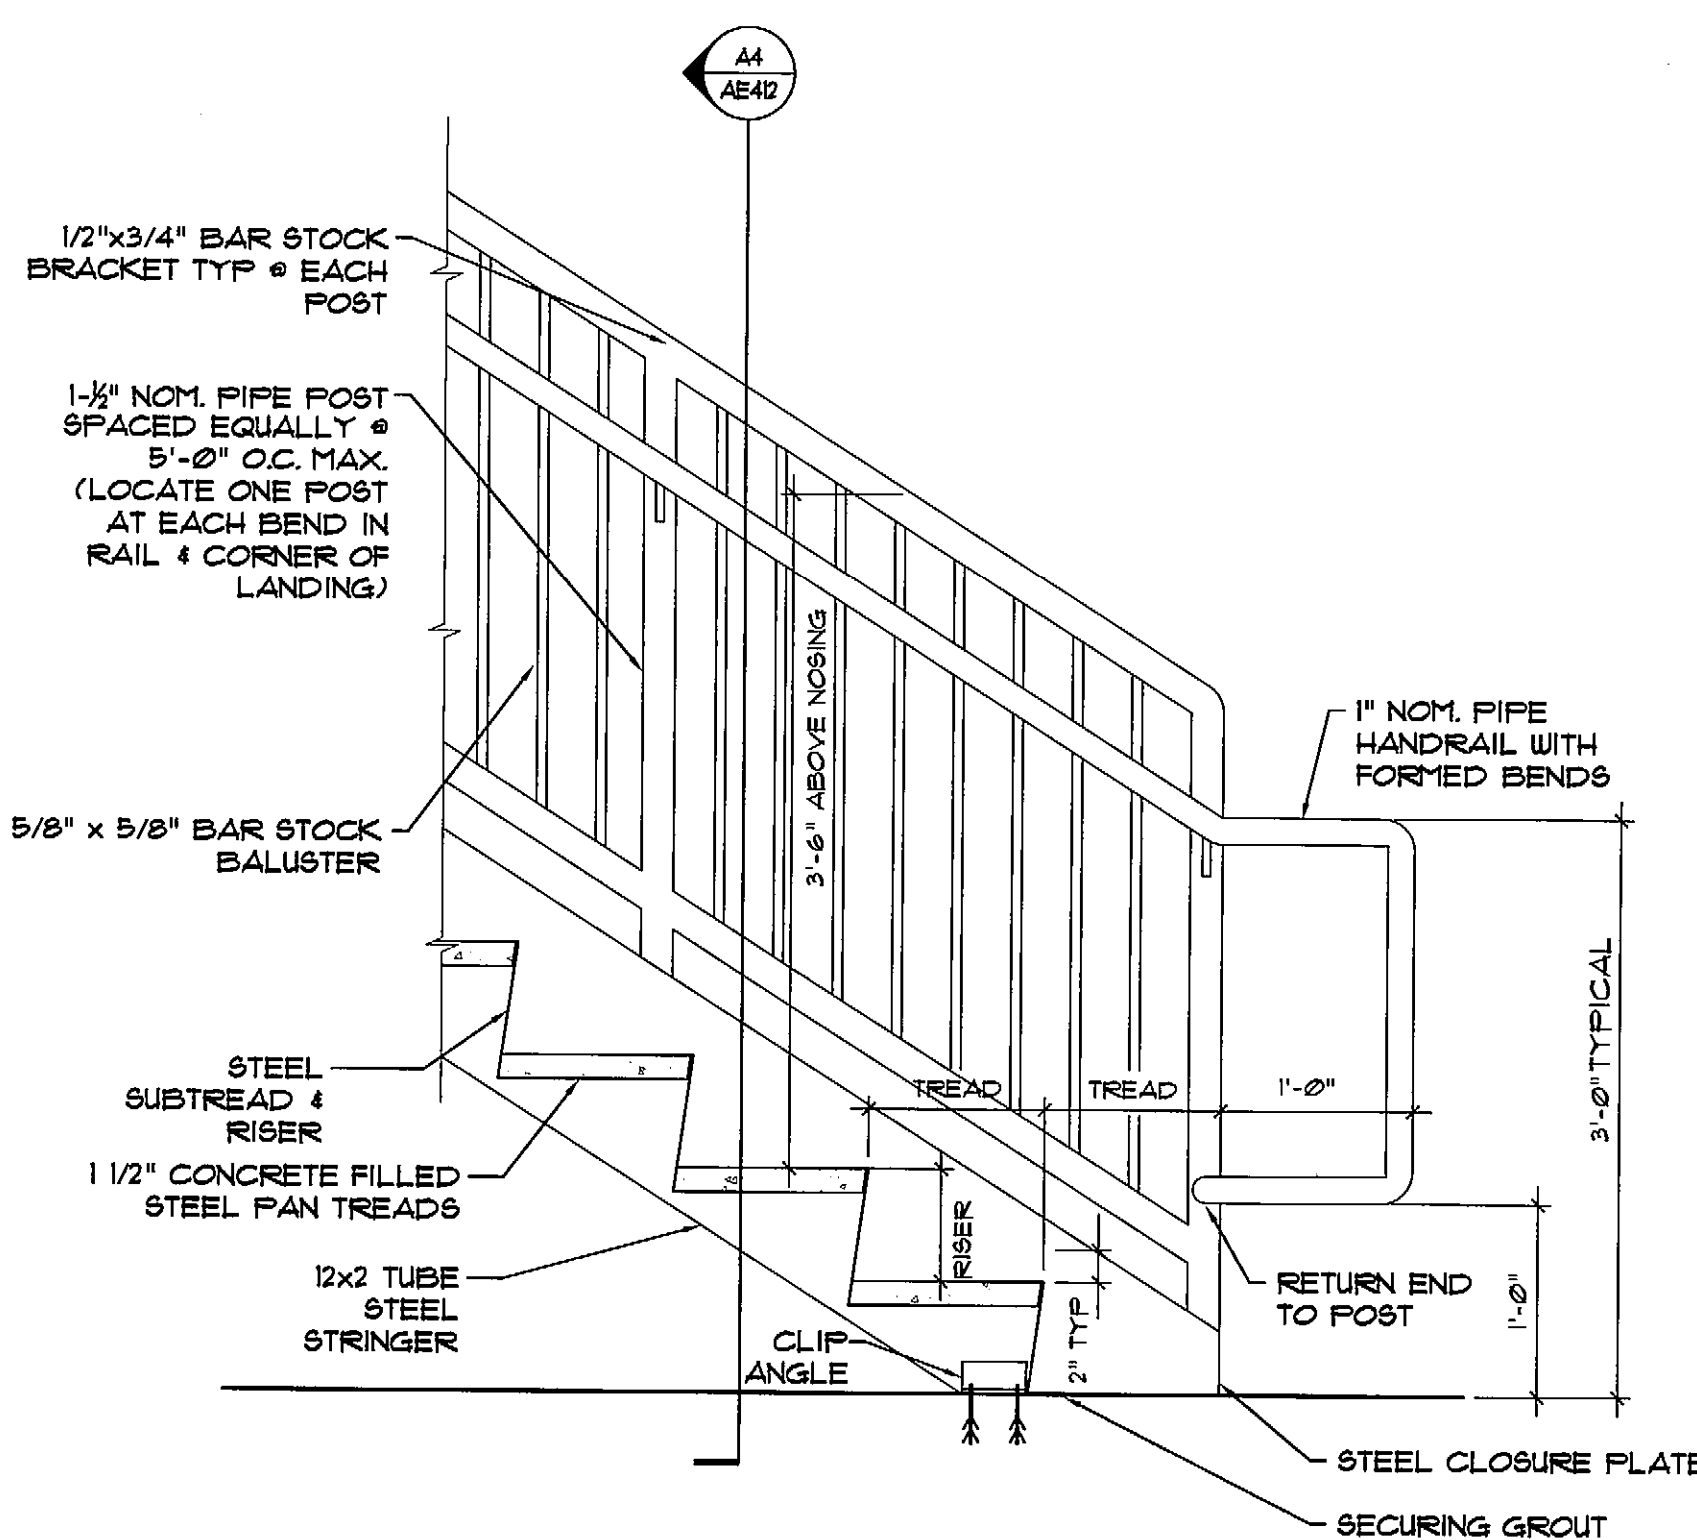 A4
AE412
1/2"x3/4" BAR STOCK
BRACKET TYP @ EACH
POST
1-½" NOM. PIPE POST
SPACED EQUALLY @
5'-0" O.C. MAX.
(LOCATE ONE POST
AT EACH BEND IN
RAIL & CORNER OF
LANDING)
5/8" x 5/8" BAR STOCK
BALUSTER
3'-6" ABOVE NOSING
1" NOM. PIPE
HANDRAIL WITH
FORMED BENDS
3'-0" TYPICAL
STEEL
SUBTREAD &
RISER
1 1/2" CONCRETE FILLED
STEEL PAN TREADS
12x2 TUBE
STEEL
STRINGER
TREAD
TREAD
1'-0"
RISER
2" TYP
CLIP
ANGLE
RETURN END
TO POST
1'-0"
STEEL CLOSURE PLATE
SECURING GROUT